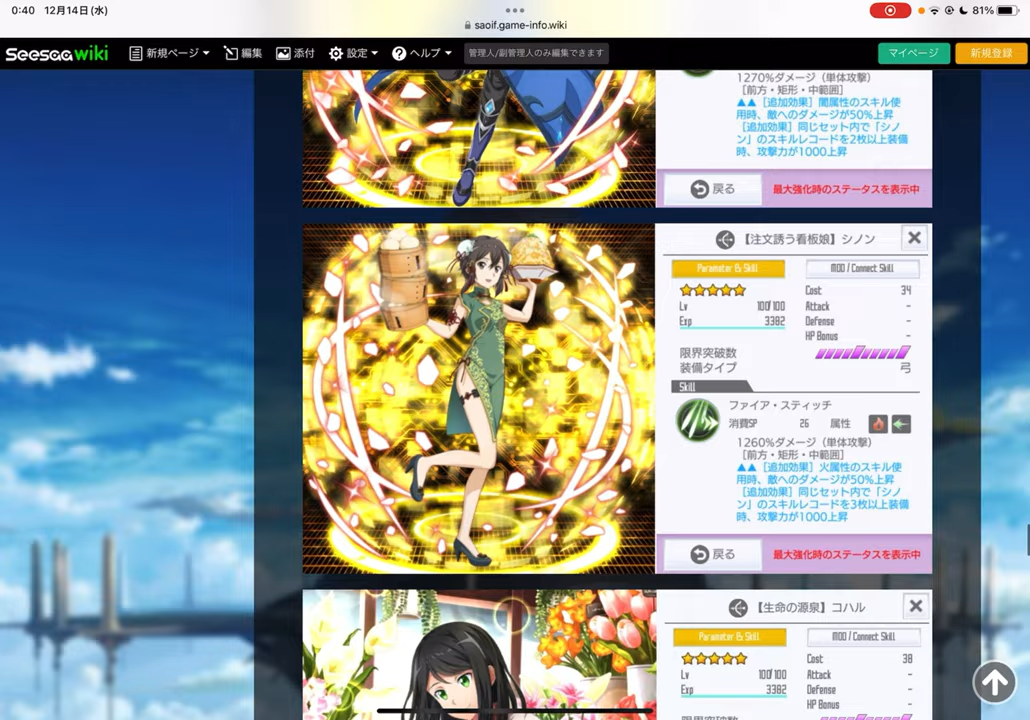 0:40 12月14日(水)
81%
saoif.game-info.wiki
Seesaa wiki 新規ページ 編集 添付 設定 ヘルプ 管理人/副管理人のみ編集できます マイページ 新規登録
1270%ダメージ（単体攻撃）
［前方・矩形・中範囲］
▲▲［追加効果］闇属性のスキル使
用時、敵へのダメージが50%上昇
［追加効果］同じセット内で「シノ
ン」のスキルレコードを2枚以上装備
時、攻撃力が1000上昇
戻る 最大強化時のステータスを表示中
【注文誘う看板娘】シノン
Parameter & Skill MOD / Connect Skill
Lv 100/100
Exp 3382
Cost 34
Attack -
Defense -
HP Bonus -
限界突破数
装備タイプ 弓
Skill
ファイア・スティッチ
消費SP 26 属性
1260%ダメージ（単体攻撃）
［前方・矩形・中範囲］
▲▲［追加効果］火属性のスキル使
用時、敵へのダメージが50%上昇
［追加効果］同じセット内で「シノ
ン」のスキルレコードを3枚以上装備
時、攻撃力が1000上昇
戻る 最大強化時のステータスを表示中
【生命の源泉】コハル
Parameter & Skill MOD / Connect Skill
Lv 100/100
Exp 3382
Cost 38
Attack -
Defense -
HP Bonus -